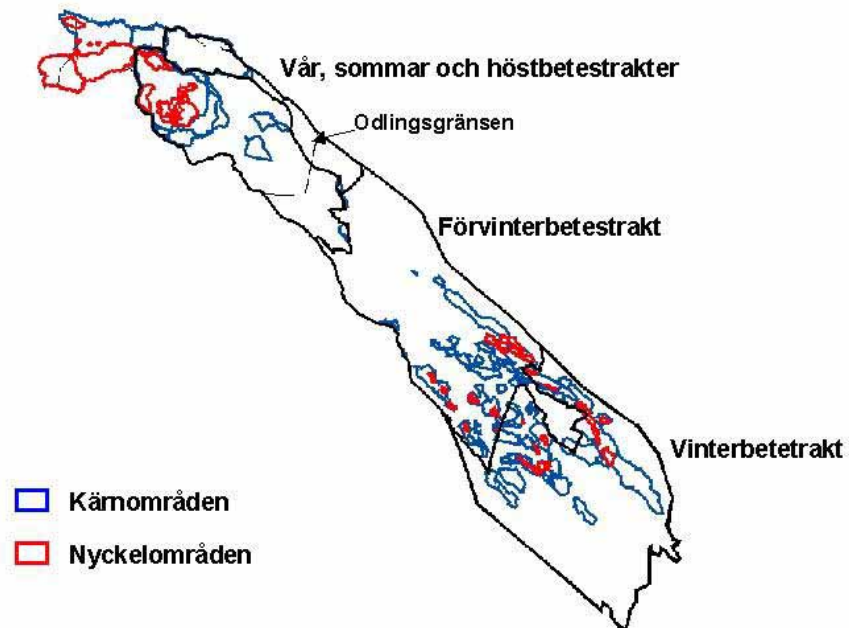 Vår, sommar och höstbetestrakter
Odlingsgränsen
Förvinterbetestrakt
Vinterbetetrakt
Kärnområden
Nyckelområden